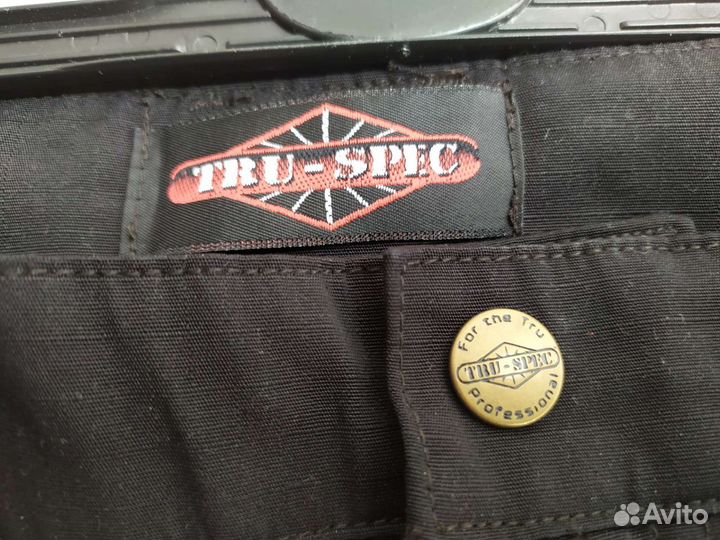 TRU-SPEC
For the Tru
TRU-SPEC
Professional
Avito